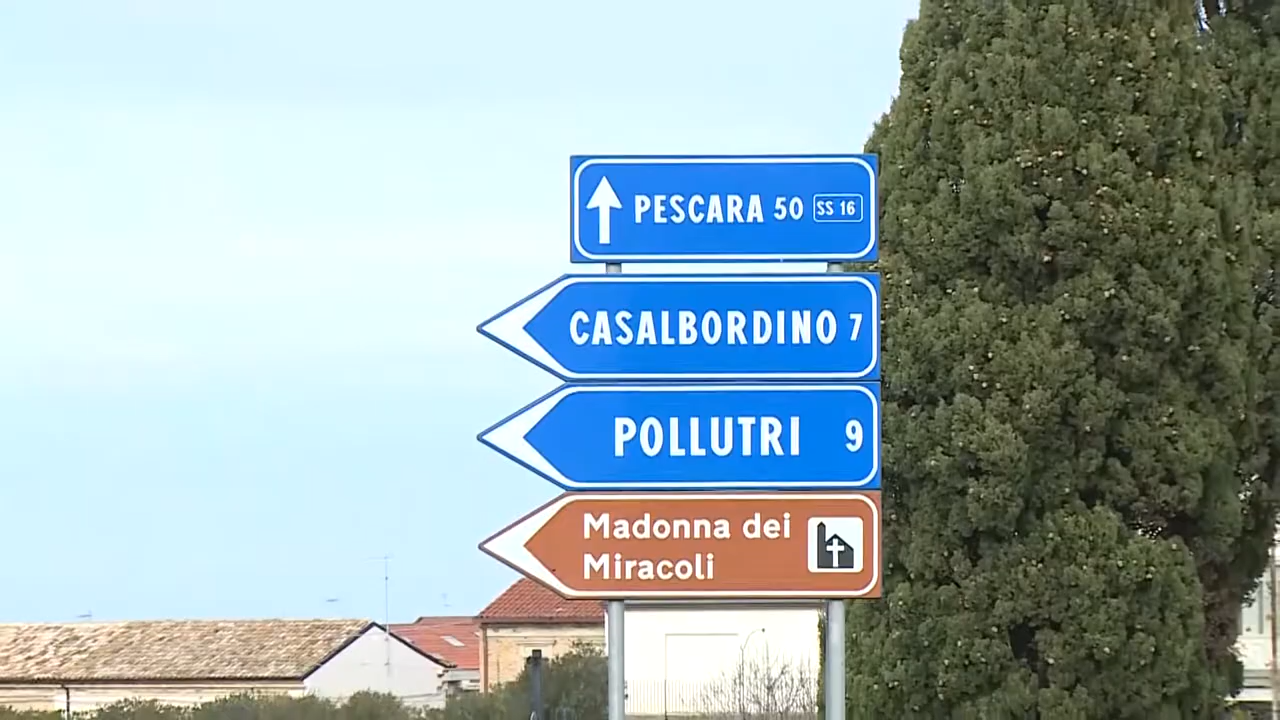 PESCARA 50 SS 16
CASALBORDINO 7
POLLUTRI 9
Madonna dei
Miracoli